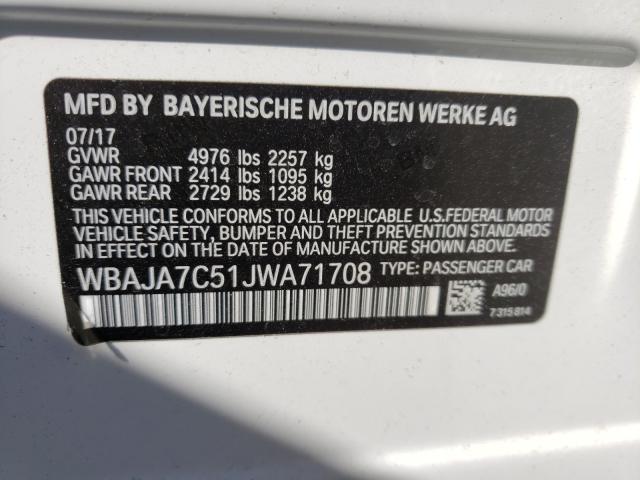 MFD BY BAYERISCHE MOTOREN WERKE AG
07/17
GVWR 4976 lbs 2257 kg
GAWR FRONT 2414 lbs 1095 kg
GAWR REAR 2729 lbs 1238 kg
THIS VEHICLE CONFORMS TO ALL APPLICABLE U.S.FEDERAL MOTOR
VEHICLE SAFETY, BUMPER AND THEFT PREVENTION STANDARDS
IN EFFECT ON THE DATE OF MANUFACTURE SHOWN ABOVE.
WBAJA7C51JWA71708 TYPE: PASSENGER CAR
A96/0
7315814